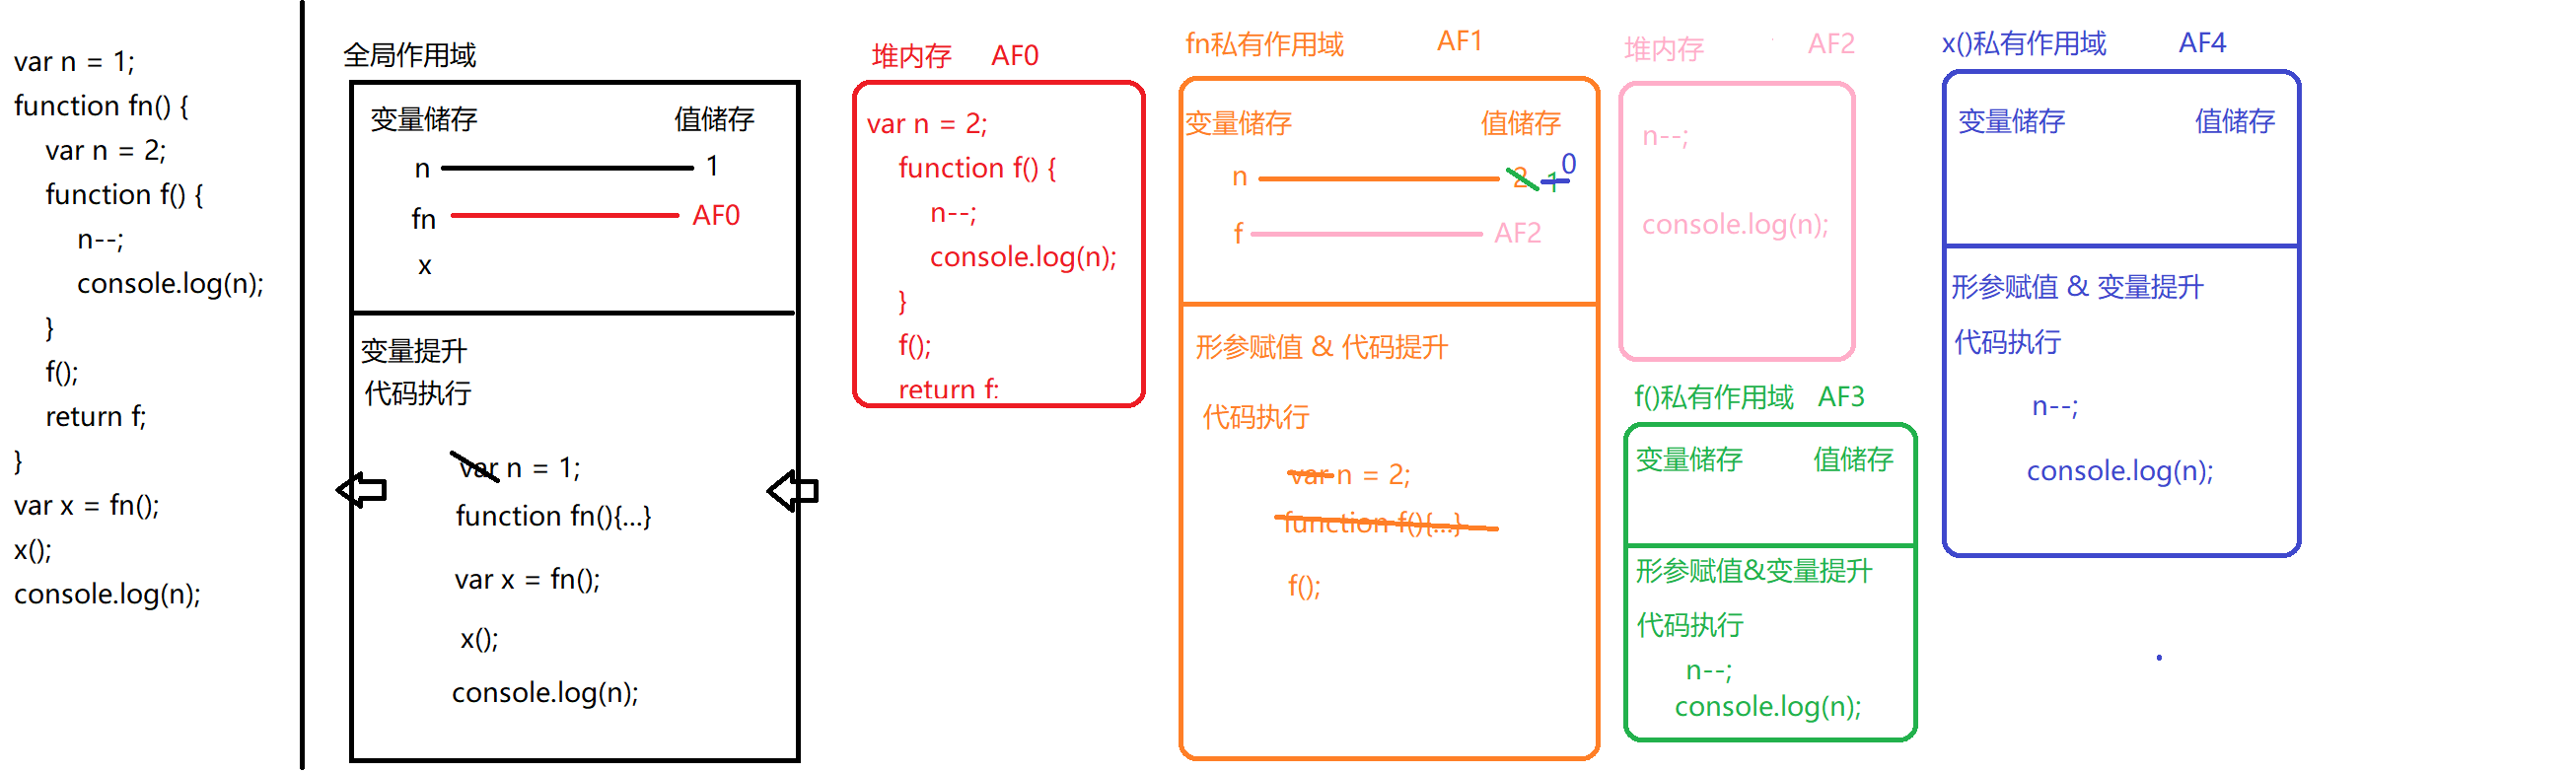 var n = 1;
function fn() {
var n = 2;
function f() {
n--;
console.log(n);
}
f();
return f;
}
var x = fn();
x();
console.log(n);
全局作用域
变量储存 值储存
n 1
fn AF0
x
变量提升
代码执行
var n = 1;
function fn(){...}
var x = fn();
x();
console.log(n);
堆内存 AF0
var n = 2;
function f() {
n--;
console.log(n);
}
f();
return f;
fn私有作用域 AF1
变量储存 值储存
n 2 1 0
f AF2
形参赋值 & 代码提升
代码执行
var n = 2;
function f(){...}
f();
堆内存 AF2
n--;
console.log(n);
f()私有作用域 AF3
变量储存 值储存
形参赋值&变量提升
代码执行
n--;
console.log(n);
x()私有作用域 AF4
变量储存 值储存
形参赋值 & 变量提升
代码执行
n--;
console.log(n);